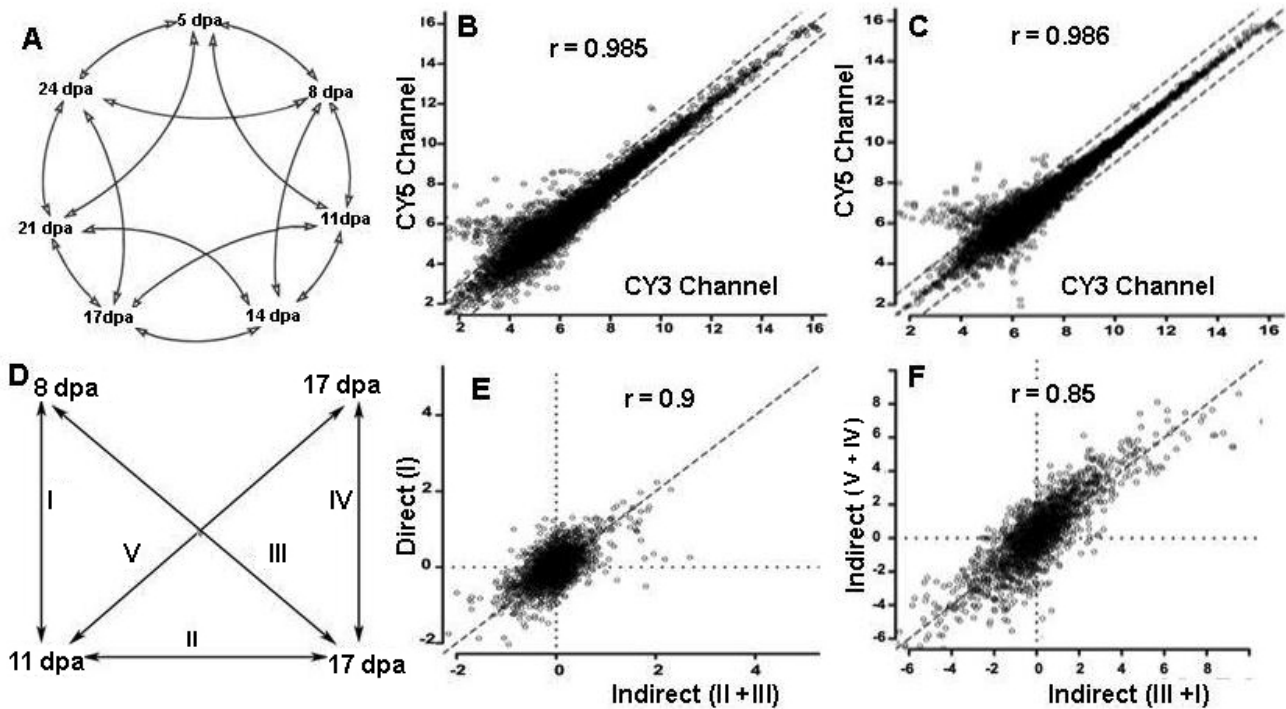 A
5 dpa
24 dpa
8 dpa
21 dpa
11dpa
17dpa
14 dpa
B
r = 0.985
CY5 Channel
16
14
12
10
8
6
4
2
CY3 Channel
2 4 6 8 10 12 14 16
C
r = 0.986
CY5 Channel
16
14
12
10
8
6
4
2
CY3 Channel
2 4 6 8 10 12 14 16
D
8 dpa
17 dpa
I
IV
V
III
II
11 dpa
17 dpa
E
r = 0.9
Direct (I)
4
2
0
-2
-2 0 2 4
Indirect (II +III)
F
r = 0.85
Indirect (V + IV)
8
6
4
2
0
-2
-4
-6
-6 -4 -2 0 2 4 6 8
Indirect (III +I)